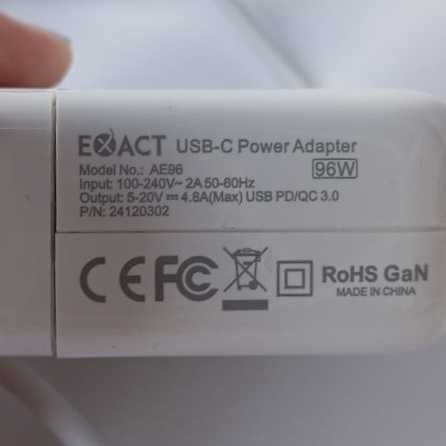 EXACT USB-C Power Adapter
Model No.: AE96
96W
Input: 100-240V~ 2A 50-60Hz
Output: 5-20V⎓4.8A(Max) USB PD/QC 3.0
P/N: 24120302
CE FC RoHS GaN
MADE IN CHINA